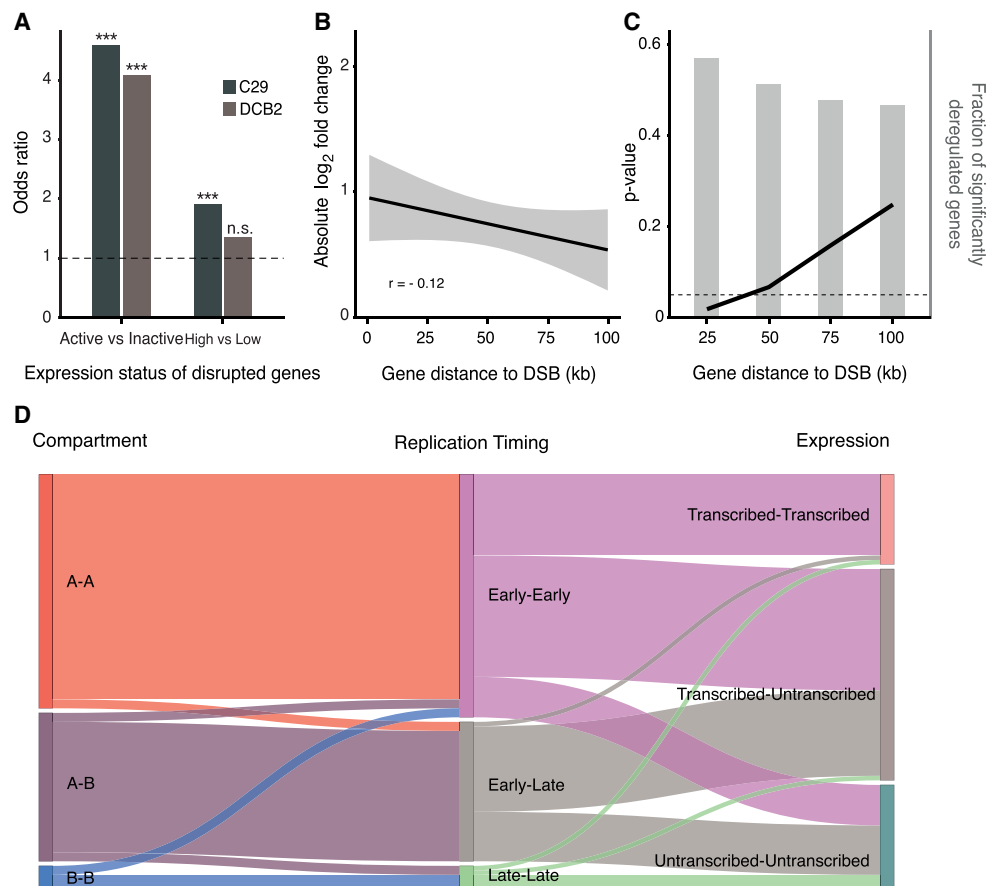 A
Odds ratio
4
3
2
1
0
***
***
***
n.s.
C29
DCB2
Active vs Inactive
High vs Low
Expression status of disrupted genes
B
Absolute log2 fold change
2
1
0
r = - 0.12
0 25 50 75 100
Gene distance to DSB (kb)
C
p-value
0.6
0.4
0.2
0
25 50 75 100
Gene distance to DSB (kb)
Fraction of significantly
deregulated genes
D
Compartment
Replication Timing
Expression
A-A
A-B
B-B
Early-Early
Early-Late
Late-Late
Transcribed-Transcribed
Transcribed-Untranscribed
Untranscribed-Untranscribed